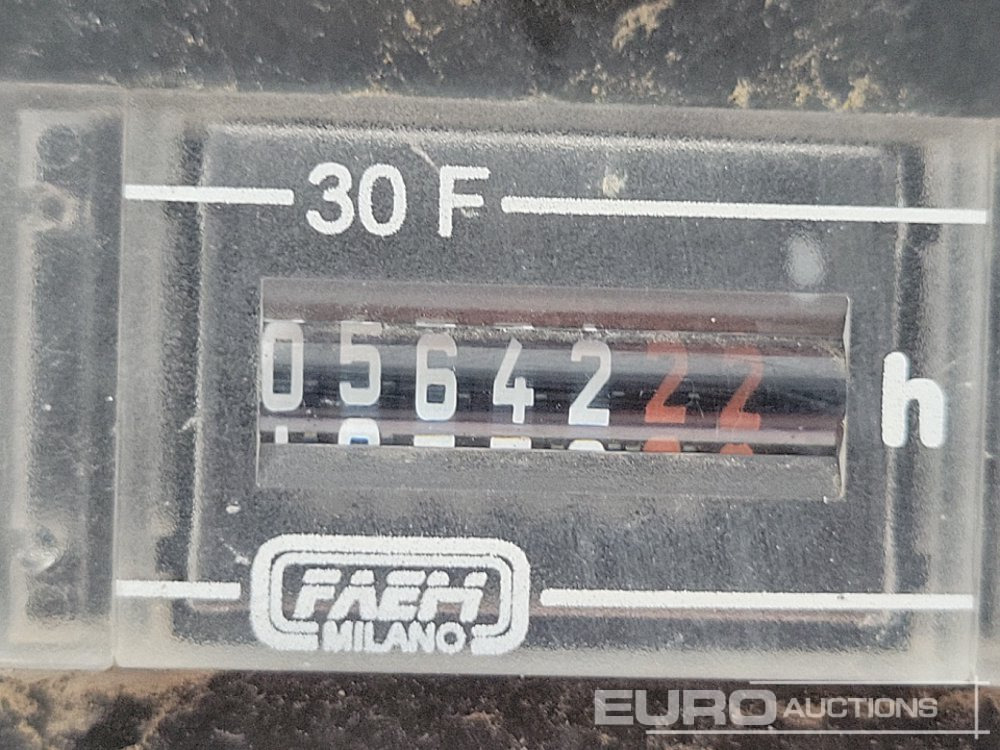 30 F
0564222 h
FAEM
MILANO
EURO AUCTIONS